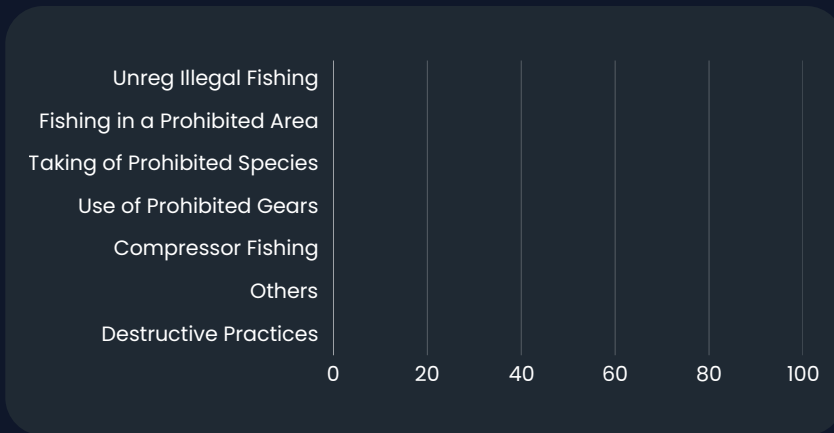 Unreg Illegal Fishing
Fishing in a Prohibited Area
Taking of Prohibited Species
Use of Prohibited Gears
Compressor Fishing
Others
Destructive Practices
0 20 40 60 80 100